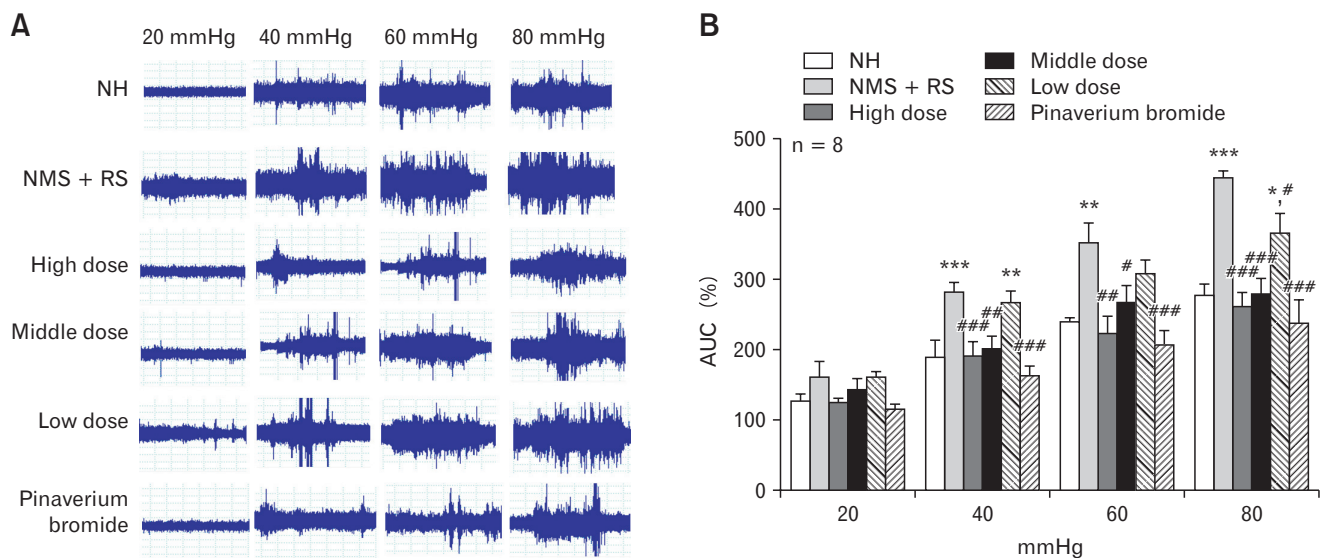 A
20 mmHg 40 mmHg 60 mmHg 80 mmHg
NH
NMS + RS
High dose
Middle dose
Low dose
Pinaverium
bromide
B
NH
NMS + RS
High dose
Middle dose
Low dose
Pinaverium bromide
n = 8
AUC (%)
500
400
300
200
100
0
***
###
##
**
###
**
##
#
###
***
###
###
*,#
###
20 40 60 80
mmHg